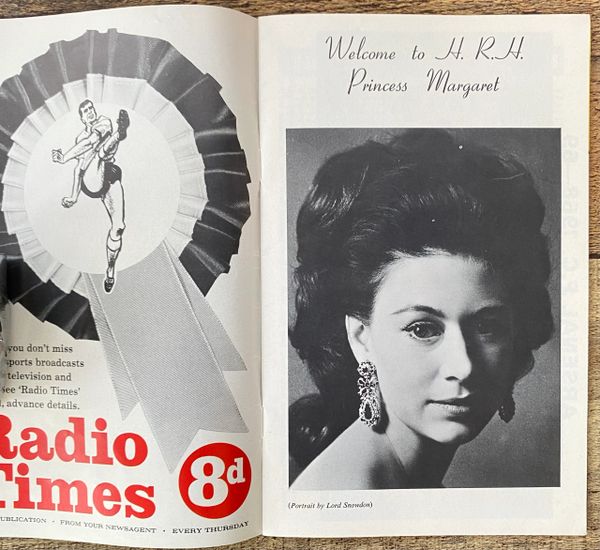 you don't miss
sports broadcasts
television and
see 'Radio Times'
, advance details.
Radio
Times
8d
PUBLICATION • FROM YOUR NEWSAGENT • EVERY THURSDAY
Welcome to H. R.H.
Princess Margaret
(Portrait by Lord Snowdon)